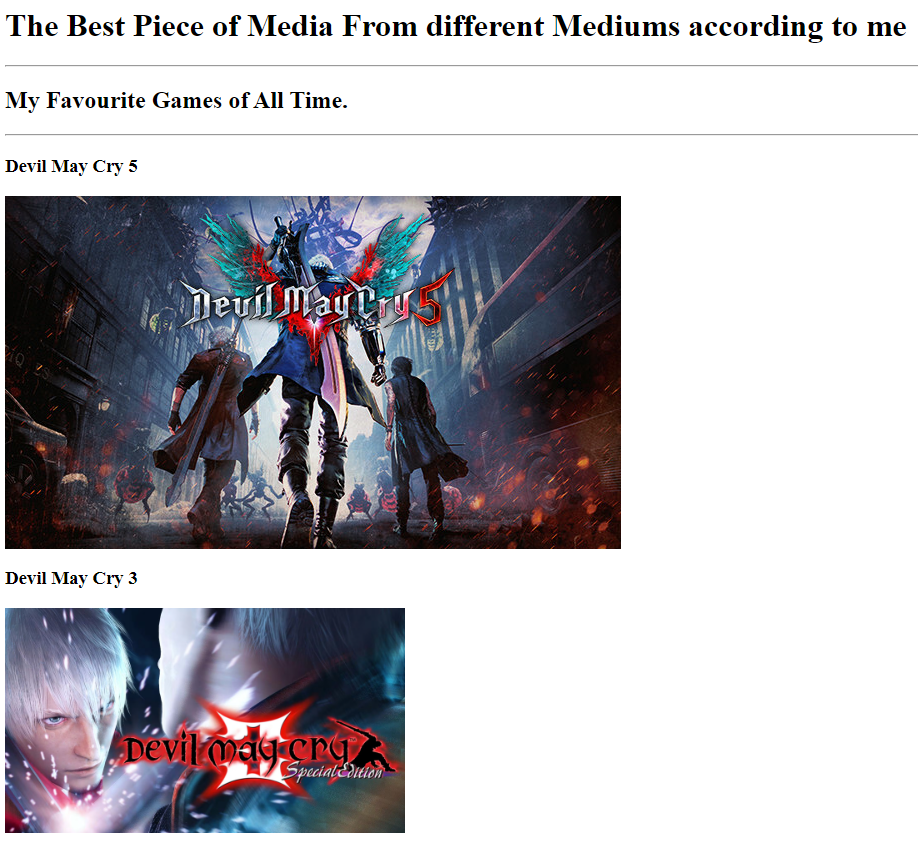 The Best Piece of Media From different Mediums according to me
My Favourite Games of All Time.
Devil May Cry 5
Devil May Cry 5
Devil May Cry 3
Devil may cry 3
Special Edition